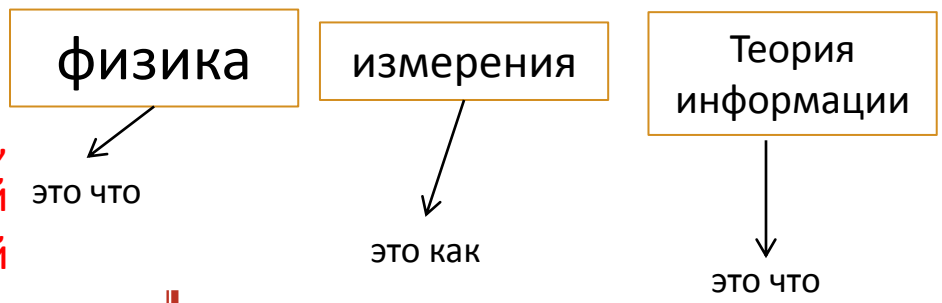 физика
измерения
Теория
информации
это что
это как
это что